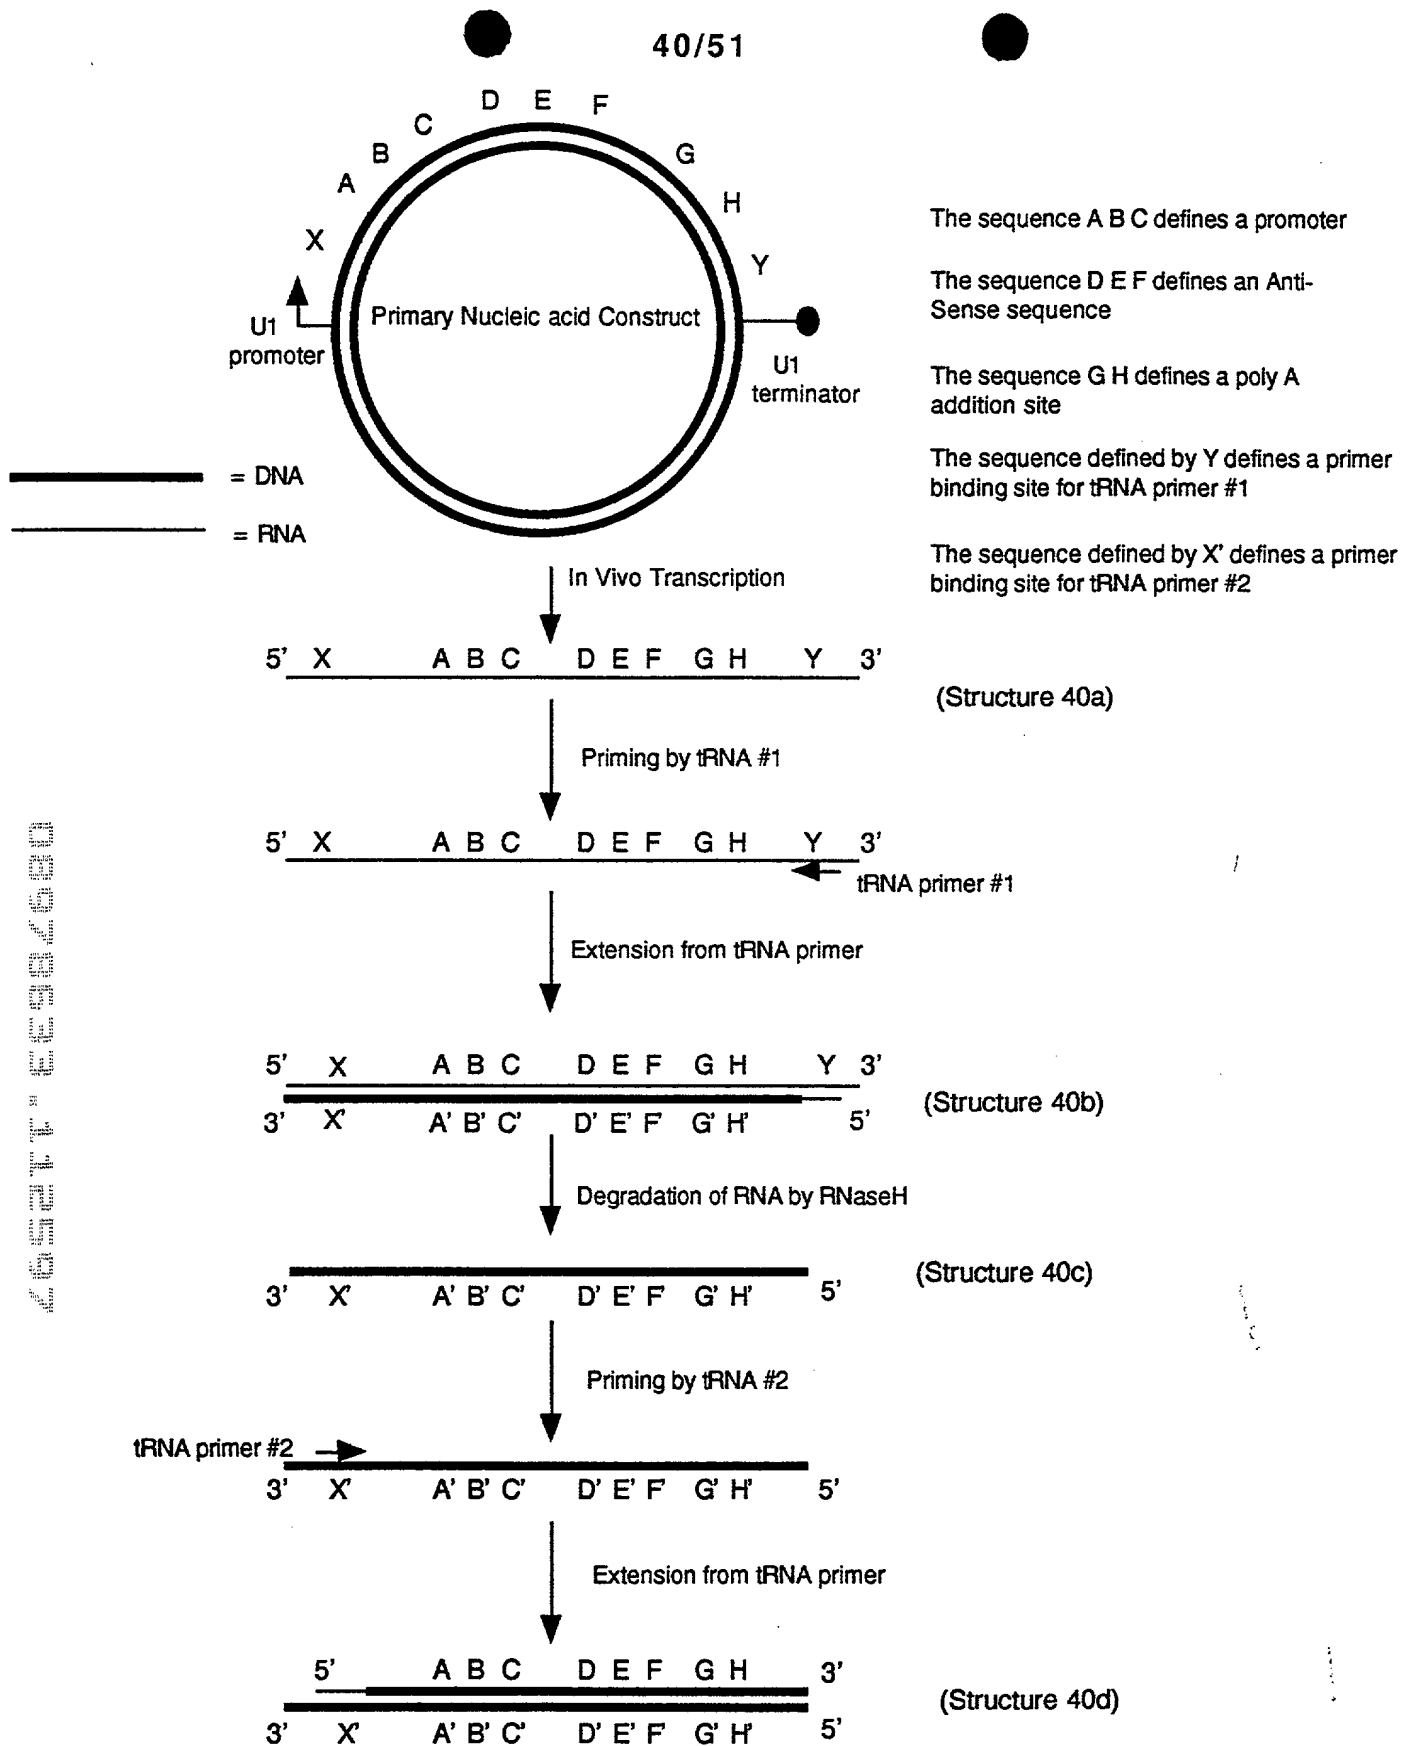 40/51
D E F
C
B
G
A
H
X
Y
The sequence A B C defines a promoter
The sequence D E F defines an Anti-
Sense sequence
Primary Nucleic acid Construct
U1
promoter
U1
terminator
The sequence G H defines a poly A
addition site
= DNA
The sequence defined by Y defines a primer
binding site for tRNA primer #1
= RNA
The sequence defined by X' defines a primer
binding site for tRNA primer #2
In Vivo Transcription
5' X A B C D E F G H Y 3'
(Structure 40a)
Priming by tRNA #1
5' X A B C D E F G H Y 3'
tRNA primer #1
Extension from tRNA primer
5' X A B C D E F G H Y 3'
(Structure 40b)
3' X' A' B' C' D' E' F' G' H' 5'
Degradation of RNA by RNaseH
(Structure 40c)
3' X' A' B' C' D' E' F' G' H' 5'
Priming by tRNA #2
tRNA primer #2
3' X' A' B' C' D' E' F' G' H' 5'
Extension from tRNA primer
5' A B C D E F G H 3'
(Structure 40d)
3' X' A' B' C' D' E' F' G' H' 5'